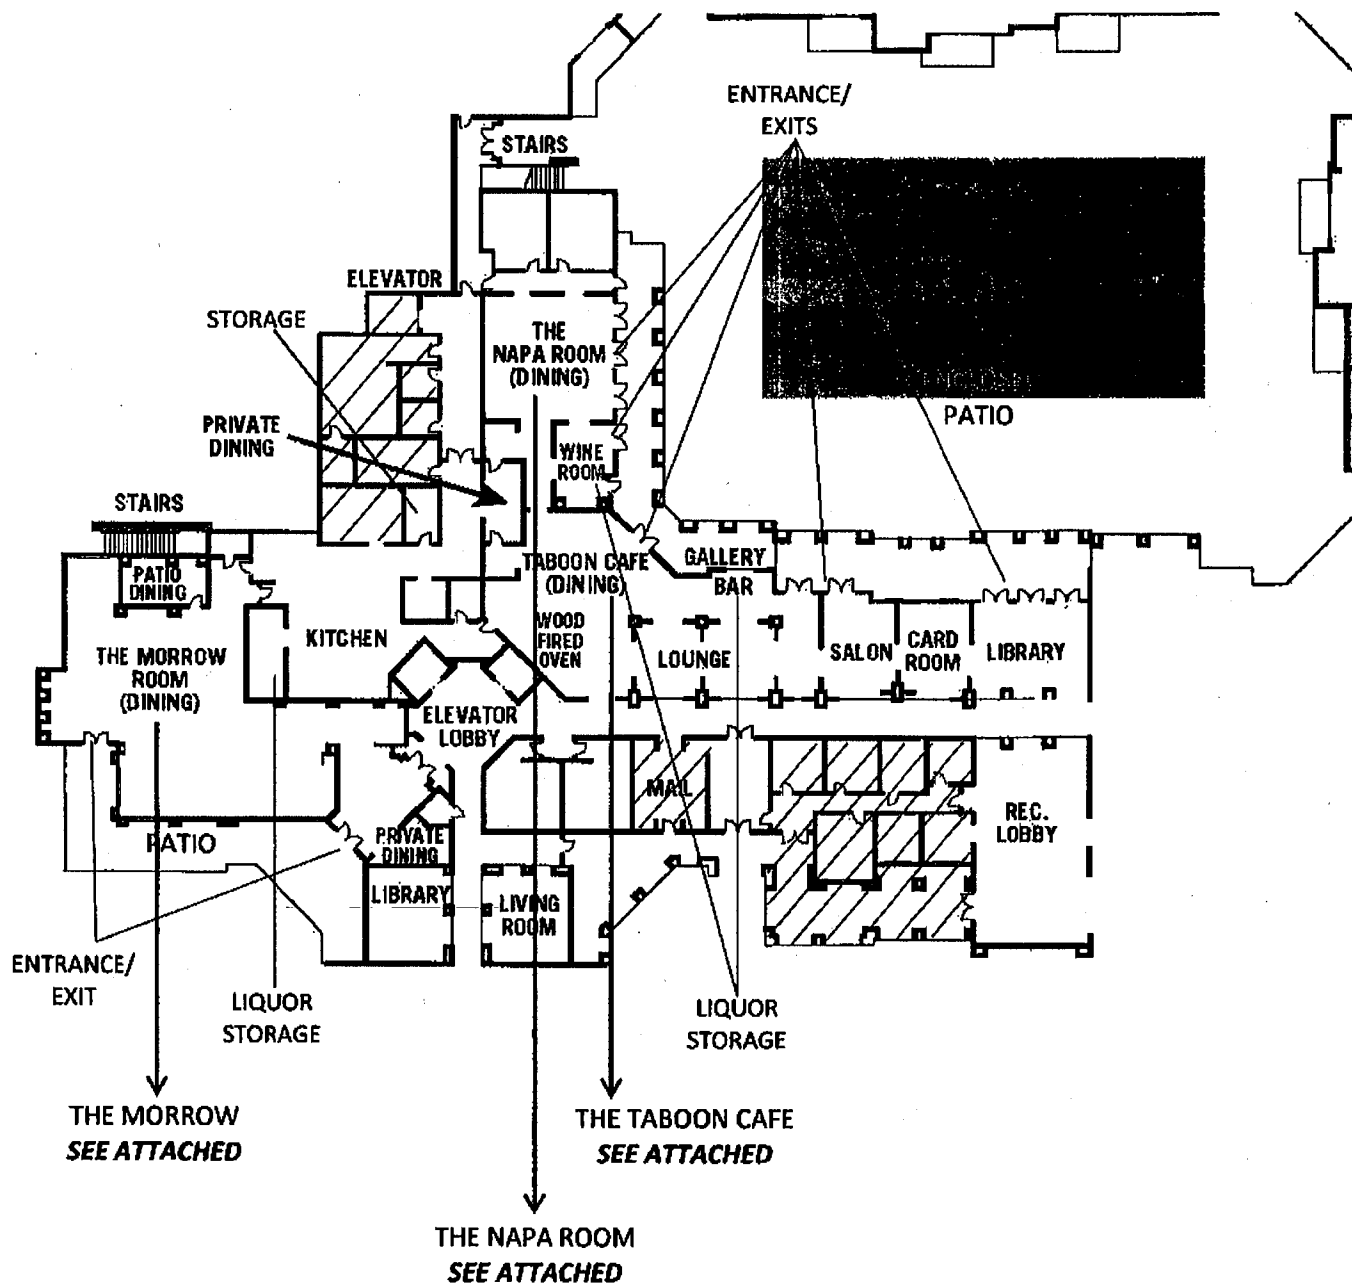 ENTRANCE/
EXITS
STAIRS
ELEVATOR
STORAGE
THE
NAPA ROOM
(DINING)
PATIO
PRIVATE
DINING
WINE
ROOM
STAIRS
PATIO
DINING
TABOON CAFE
(DINING)
GALLERY
BAR
KITCHEN
WOOD
FIRED
OVEN
LOUNGE
SALON
CARD
ROOM
LIBRARY
THE MORROW
ROOM
(DINING)
ELEVATOR
LOBBY
MAIL
REC.
LOBBY
PATIO
PRIVATE
DINING
LIBRARY
LIVING
ROOM
ENTRANCE/
EXIT
LIQUOR
STORAGE
LIQUOR
STORAGE
THE MORROW
SEE ATTACHED
THE TABOON CAFE
SEE ATTACHED
THE NAPA ROOM
SEE ATTACHED